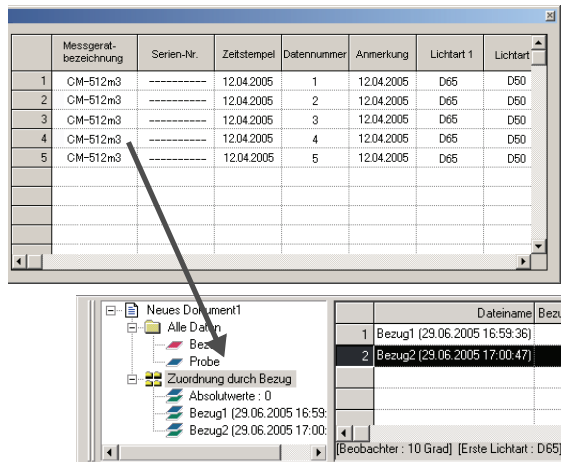 Messgerät-bezeichnung Serien-Nr. Zeitstempel Datennummer Anmerkung Lichtart 1 Lichtart
1 CM-512m3 ---------- 12.04.2005 1 12.04.2005 D65 D50
2 CM-512m3 ---------- 12.04.2005 2 12.04.2005 D65 D50
3 CM-512m3 ---------- 12.04.2005 3 12.04.2005 D65 D50
4 CM-512m3 ---------- 12.04.2005 4 12.04.2005 D65 D50
5 CM-512m3 ---------- 12.04.2005 5 12.04.2005 D65 D50
Neues Dokument1
Alle Daten
Bezug
Probe
Zuordnung durch Bezug
Absolutwerte : 0
Bezug1 (29.06.2005 16:59:
Bezug2 (29.06.2005 17:00:
Dateiname Bezu
1 Bezug1 (29.06.2005 16:59:36)
2 Bezug2 (29.06.2005 17:00:47)
[Beobachter : 10 Grad] [Erste Lichtart : D65]